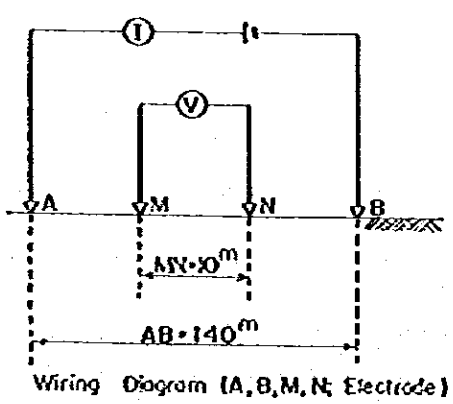 I
V
A M N B
MN=10m
AB=140m
Wiring Diagram (A,B,M,N; Electrode)